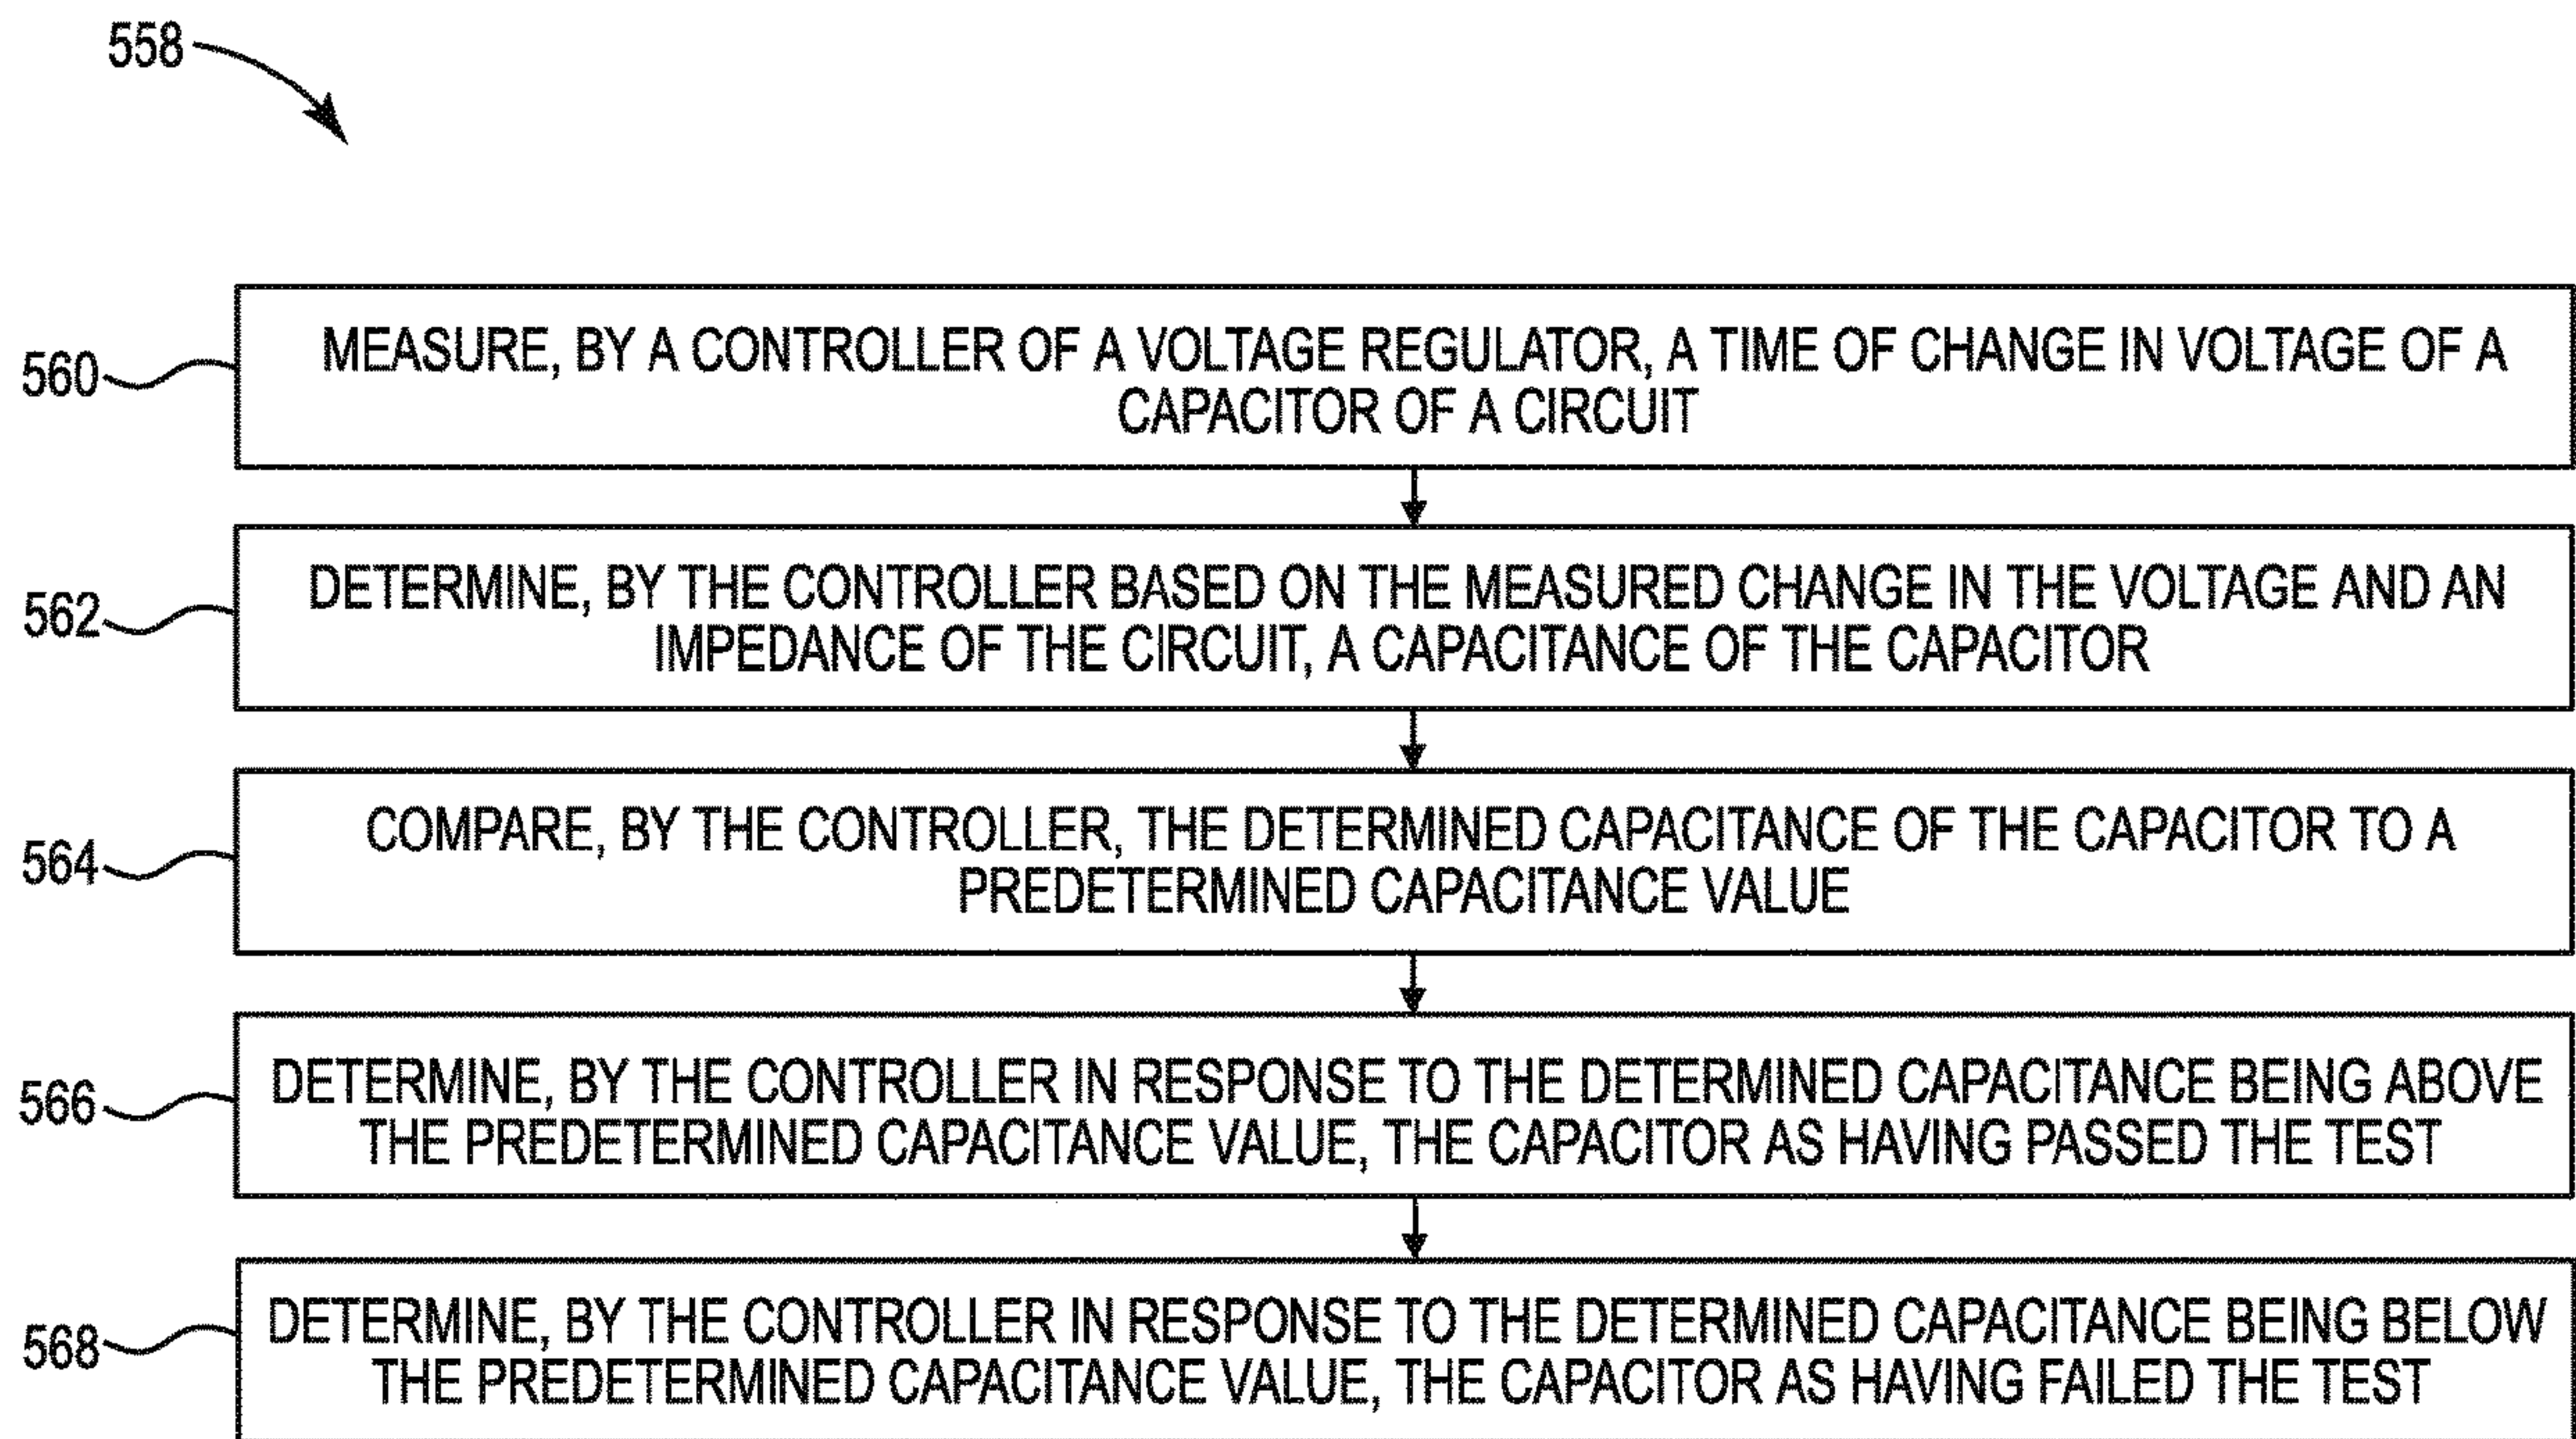 558
560
MEASURE, BY A CONTROLLER OF A VOLTAGE REGULATOR, A TIME OF CHANGE IN VOLTAGE OF A
CAPACITOR OF A CIRCUIT
562
DETERMINE, BY THE CONTROLLER BASED ON THE MEASURED CHANGE IN THE VOLTAGE AND AN
IMPEDANCE OF THE CIRCUIT, A CAPACITANCE OF THE CAPACITOR
564
COMPARE, BY THE CONTROLLER, THE DETERMINED CAPACITANCE OF THE CAPACITOR TO A
PREDETERMINED CAPACITANCE VALUE
566
DETERMINE, BY THE CONTROLLER IN RESPONSE TO THE DETERMINED CAPACITANCE BEING ABOVE
THE PREDETERMINED CAPACITANCE VALUE, THE CAPACITOR AS HAVING PASSED THE TEST
568
DETERMINE, BY THE CONTROLLER IN RESPONSE TO THE DETERMINED CAPACITANCE BEING BELOW
THE PREDETERMINED CAPACITANCE VALUE, THE CAPACITOR AS HAVING FAILED THE TEST